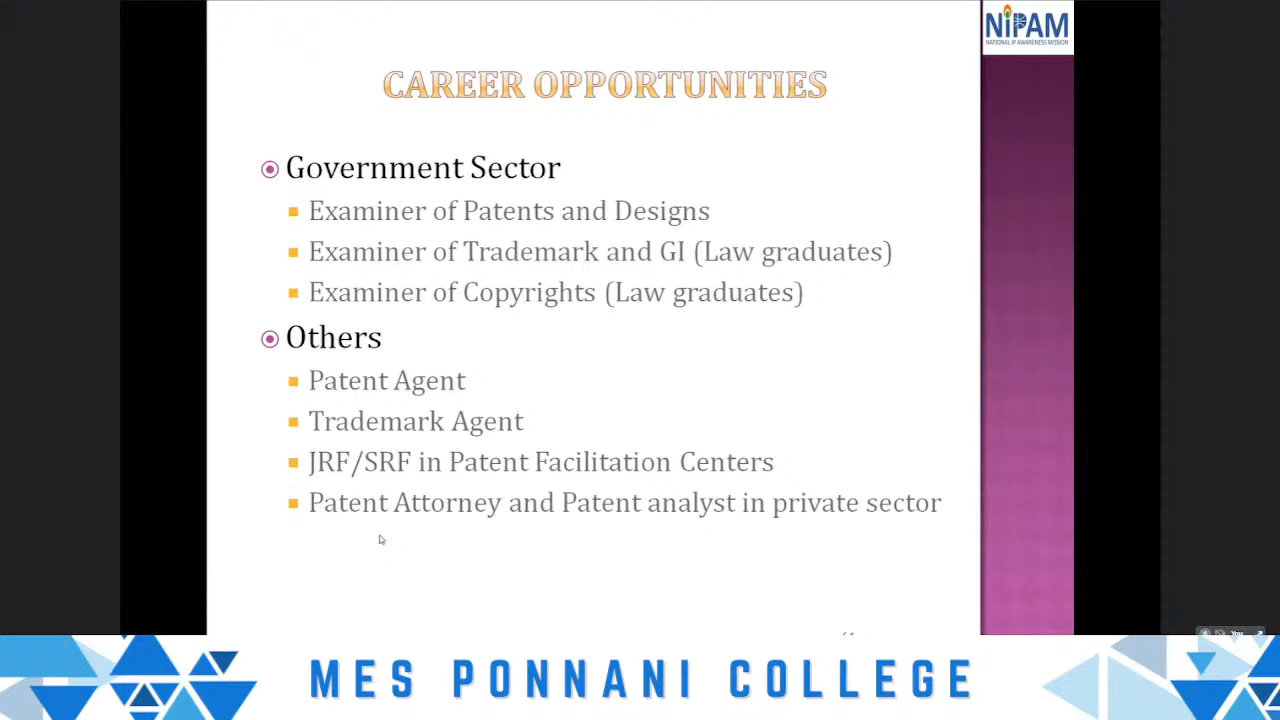 NiPAM
NATIONAL IP AWARENESS MISSION
CAREER OPPORTUNITIES
Government Sector
Examiner of Patents and Designs
Examiner of Trademark and GI (Law graduates)
Examiner of Copyrights (Law graduates)
Others
Patent Agent
Trademark Agent
JRF/SRF in Patent Facilitation Centers
Patent Attorney and Patent analyst in private sector
You
MES PONNANI COLLEGE